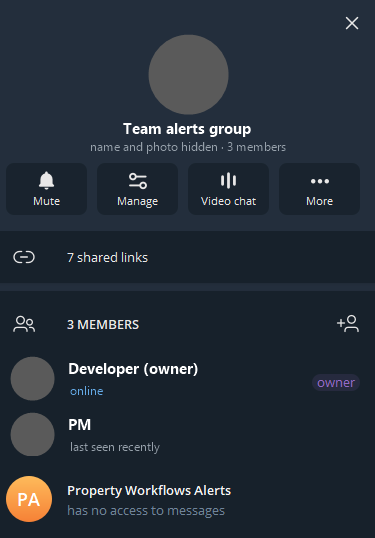 Team alerts group
name and photo hidden · 3 members
Mute
Manage
Video chat
More
7 shared links
3 MEMBERS
Developer (owner)
online
owner
PM
last seen recently
PA
Property Workflows Alerts
has no access to messages